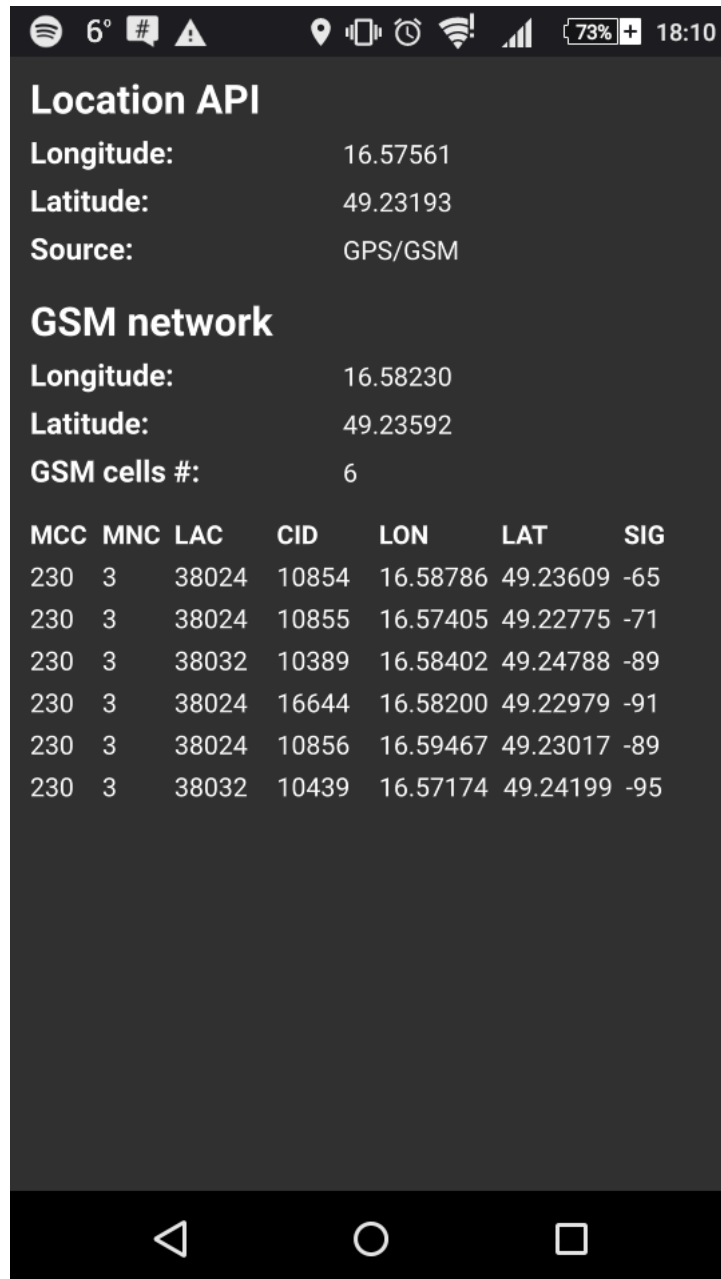 6° # 73% 18:10
Location API
Longitude: 16.57561
Latitude: 49.23193
Source: GPS/GSM
GSM network
Longitude: 16.58230
Latitude: 49.23592
GSM cells #: 6
MCC MNC LAC CID LON LAT SIG
230 3 38024 10854 16.58786 49.23609 -65
230 3 38024 10855 16.57405 49.22775 -71
230 3 38032 10389 16.58402 49.24788 -89
230 3 38024 16644 16.58200 49.22979 -91
230 3 38024 10856 16.59467 49.23017 -89
230 3 38032 10439 16.57174 49.24199 -95